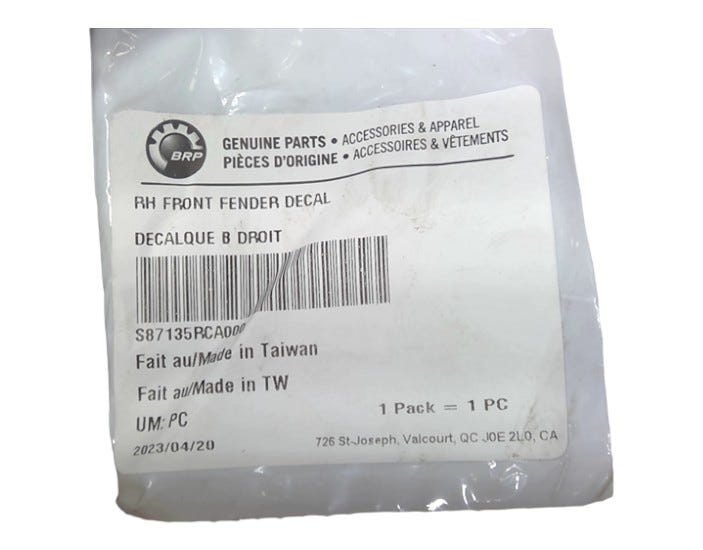 BRP
GENUINE PARTS • ACCESSORIES & APPAREL
PIÈCES D'ORIGINE • ACCESSOIRES & VÊTEMENTS
RH FRONT FENDER DECAL
DECALQUE B DROIT
S87135RCA000
Fait au/Made in Taiwan
Fait au/Made in TW
UM: PC
1 Pack = 1 PC
2023/04/20
726 St-Joseph, Valcourt, QC J0E 2L0, CA